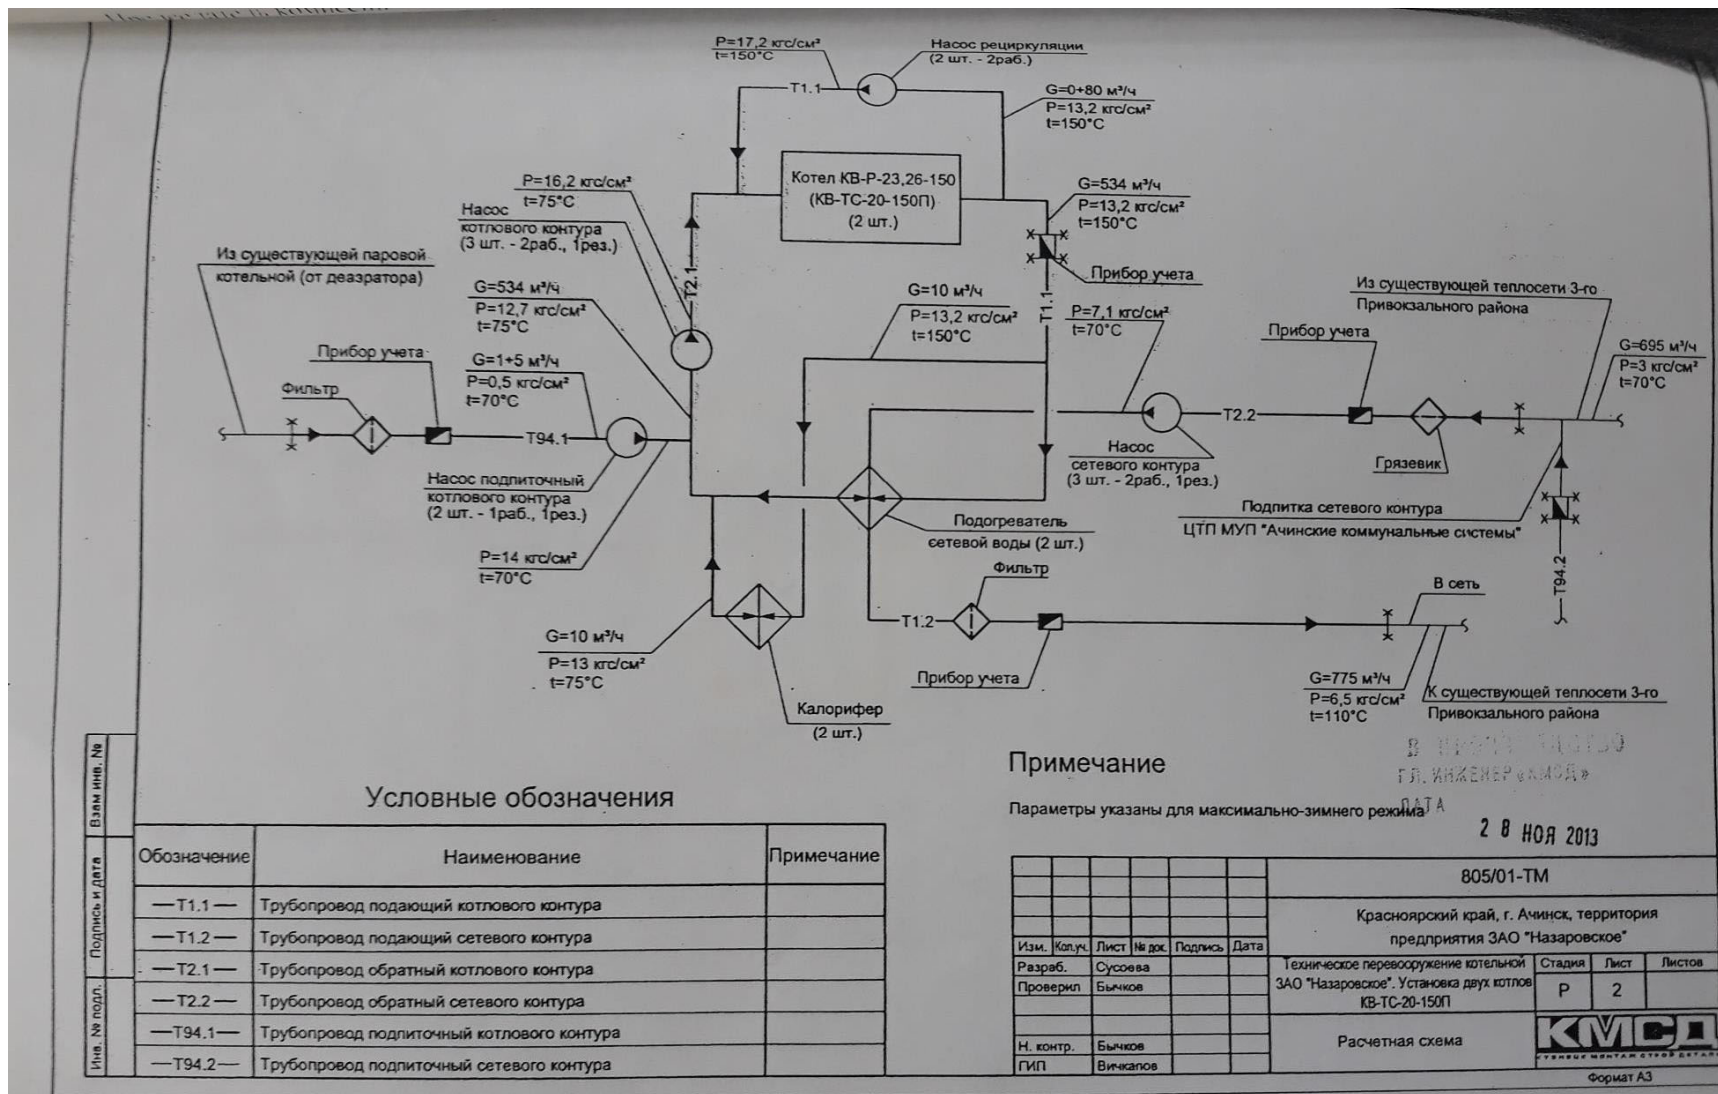 P=17,2 кгс/см²
t=150°C
Насос рециркуляции
(2 шт. - 2раб.)
T1.1
G=0+80 м³/ч
P=13,2 кгс/см²
t=150°C
Котел КВ-Р-23,26-150
(КВ-ТС-20-150П)
(2 шт.)
P=16,2 кгс/см²
t=75°C
G=534 м³/ч
P=13,2 кгс/см²
t=150°C
Насос
котлового контура
(3 шт. - 2раб., 1рез.)
Из существующей паровой
котельной (от деаэратора)
T2.1
Прибор учета
T1.1
G=534 м³/ч
P=12,7 кгс/см²
t=75°C
G=10 м³/ч
P=13,2 кгс/см²
t=150°C
P=7,1 кгс/см²
t=70°C
Из существующей теплосети 3-го
Привокзального района
Прибор учета
G=695 м³/ч
P=3 кгс/см²
t=70°C
Прибор учета
G=1+5 м³/ч
P=0,5 кгс/см²
t=70°C
Фильтр
T94.1
T2.2
Насос подпиточный
котлового контура
(2 шт. - 1раб., 1рез.)
Насос
сетевого контура
(3 шт. - 2раб., 1рез.)
Грязевик
Подпитка сетевого контура
ЦТП МУП "Ачинские коммунальные системы"
Подогреватель
сетевой воды (2 шт.)
P=14 кгс/см²
t=70°C
Фильтр
T94.2
В сеть
T1.2
G=10 м³/ч
P=13 кгс/см²
t=75°C
Прибор учета
G=775 м³/ч
P=6,5 кгс/см²
t=110°C
К существующей теплосети 3-го
Привокзального района
Калорифер
(2 шт.)
Примечание
ГЛ. ИНЖЕНЕР «КМСД»
Параметры указаны для максимально-зимнего режима
ДАТА
28 НОЯ 2013
Условные обозначения
Обозначение Наименование Примечание
T1.1 Трубопровод подающий котлового контура
T1.2 Трубопровод подающий сетевого контура
T2.1 Трубопровод обратный котлового контура
T2.2 Трубопровод обратный сетевого контура
T94.1 Трубопровод подпиточный котлового контура
T94.2 Трубопровод подпиточный сетевого контура
Взам инв. №
Подпись и дата
Инв. № подл.
805/01-ТМ
Красноярский край, г. Ачинск, территория
предприятия ЗАО "Назаровское"
Изм. Кол.уч. Лист № док. Подпись Дата
Разраб. Сусоева
Проверил Бычков
Н. контр. Бычков
ГИП Вичкапов
Техническое перевооружение котельной
ЗАО "Назаровское". Установка двух котлов
КВ-ТС-20-150П
Стадия Лист Листов
Р 2
Расчетная схема
КМСД
Формат А3